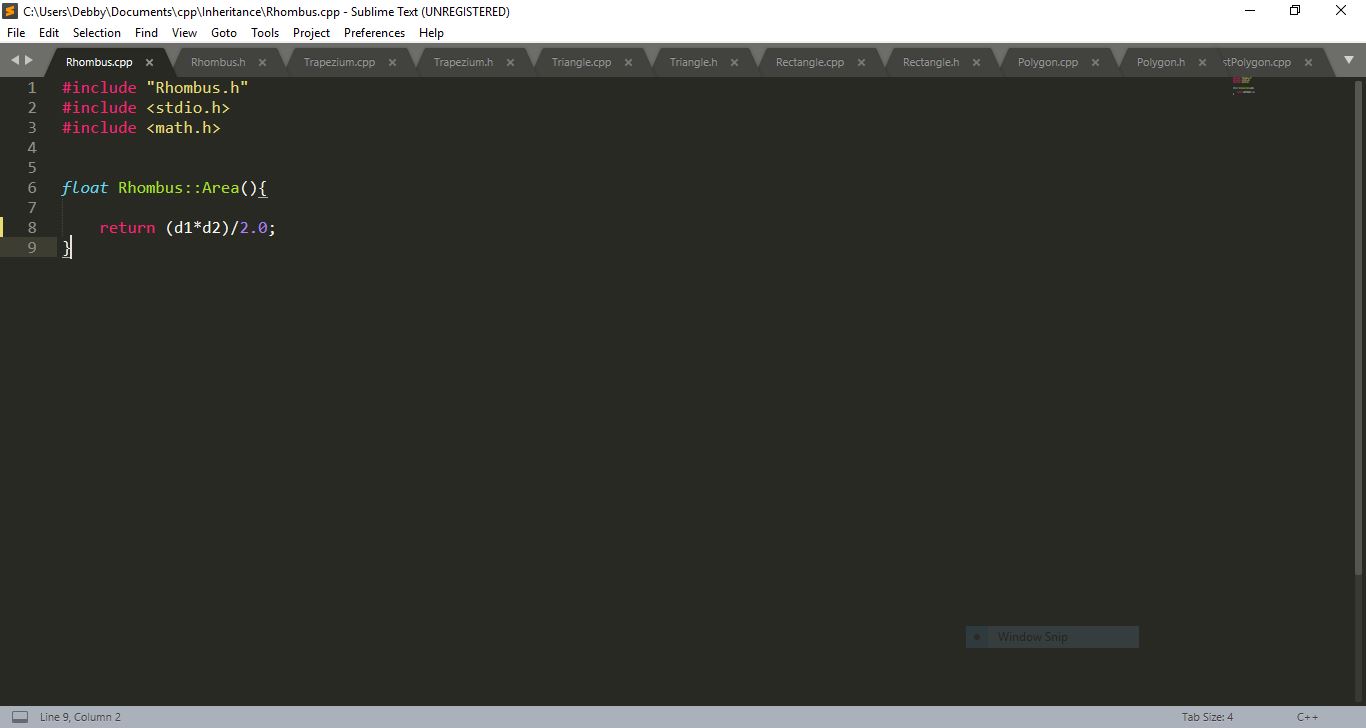 C:\Users\Debby\Documents\cpp\Inheritance\Rhombus.cpp - Sublime Text (UNREGISTERED)
File Edit Selection Find View Goto Tools Project Preferences Help
Rhombus.cpp Rhombus.h Trapezium.cpp Trapezium.h Triangle.cpp Triangle.h Rectangle.cpp Rectangle.h Polygon.cpp Polygon.h stPolygon.cpp
1 #include "Rhombus.h"
2 #include <stdio.h>
3 #include <math.h>
4
5
6 float Rhombus::Area(){
7
8 return (d1*d2)/2.0;
9 }
Window Snip
Line 9, Column 2 Tab Size: 4 C++